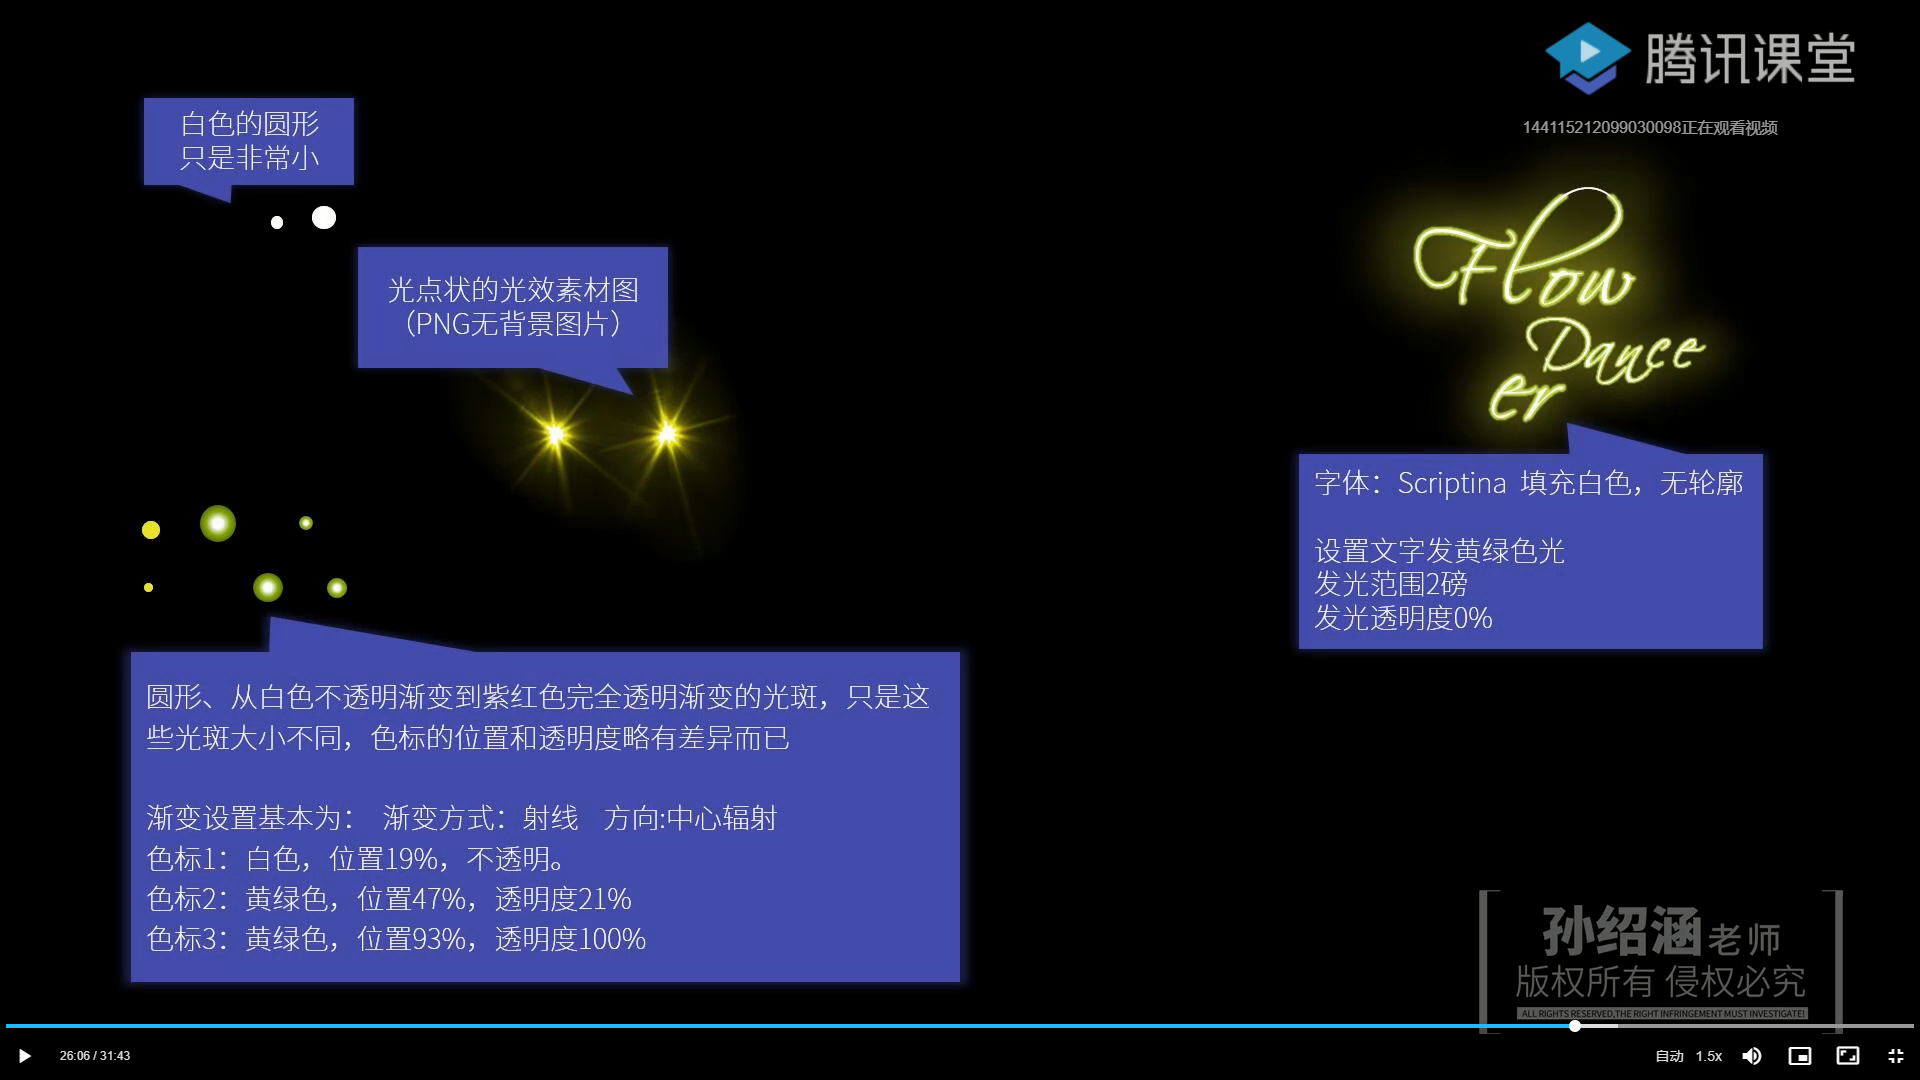 腾讯课堂
144115212099030098正在观看视频
白色的圆形
只是非常小
光点状的光效素材图
（PNG无背景图片）
Flow
Dance
er
字体：Scriptina 填充白色，无轮廓
设置文字发黄绿色光
发光范围2磅
发光透明度0%
圆形、从白色不透明渐变到紫红色完全透明渐变的光斑，只是这
些光斑大小不同，色标的位置和透明度略有差异而已
渐变设置基本为： 渐变方式：射线 方向:中心辐射
色标1：白色，位置19%，不透明。
色标2：黄绿色，位置47%，透明度21%
色标3：黄绿色，位置93%，透明度100%
孙绍涵老师
版权所有 侵权必究
ALL RIGHTS RESERVED,THE RIGHT INFRINGEMENT MUST INVESTIGATE!
26:06 / 31:43
自动 1.5x